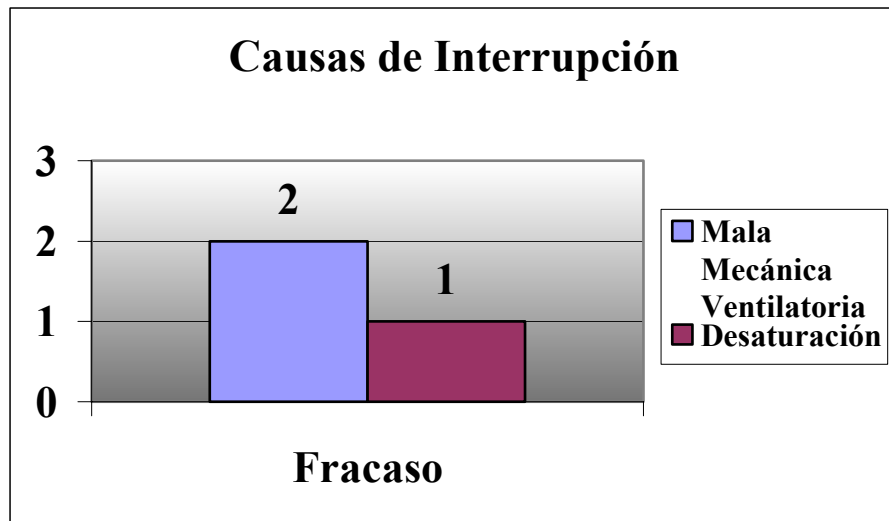 Causas de Interrupción
3
2
1
0
2
1
Fracaso
Mala
Mecánica
Ventilatoria
Desaturación